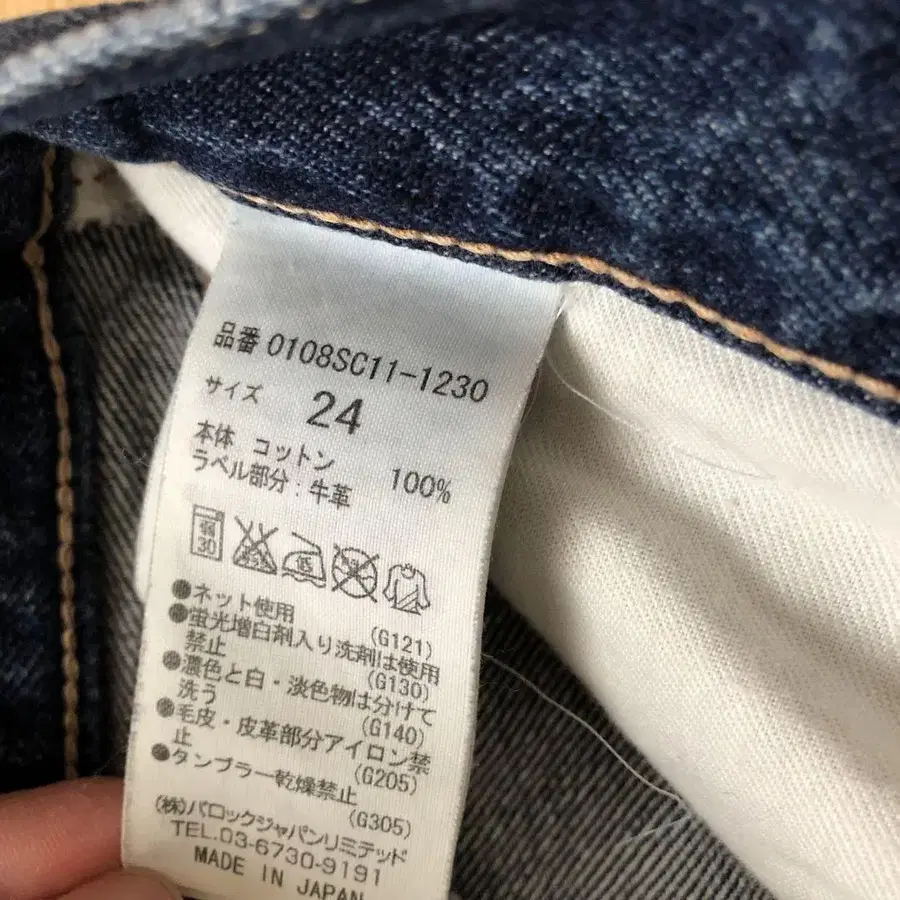 品番 0108SC11-1230
サイズ 24
本体 コットン 100%
ラベル部分：牛革
弱
30
●ネット使用 (G121)
●蛍光増白剤入り洗剤は使用
禁止 (G130)
●濃色と白・淡色物は分けて
洗う (G140)
●毛皮・皮革部分アイロン禁
止 (G205)
●タンブラー乾燥禁止
(G305)
(株)バロックジャパンリミテッド
TEL.03-6730-9191
MADE IN JAPAN